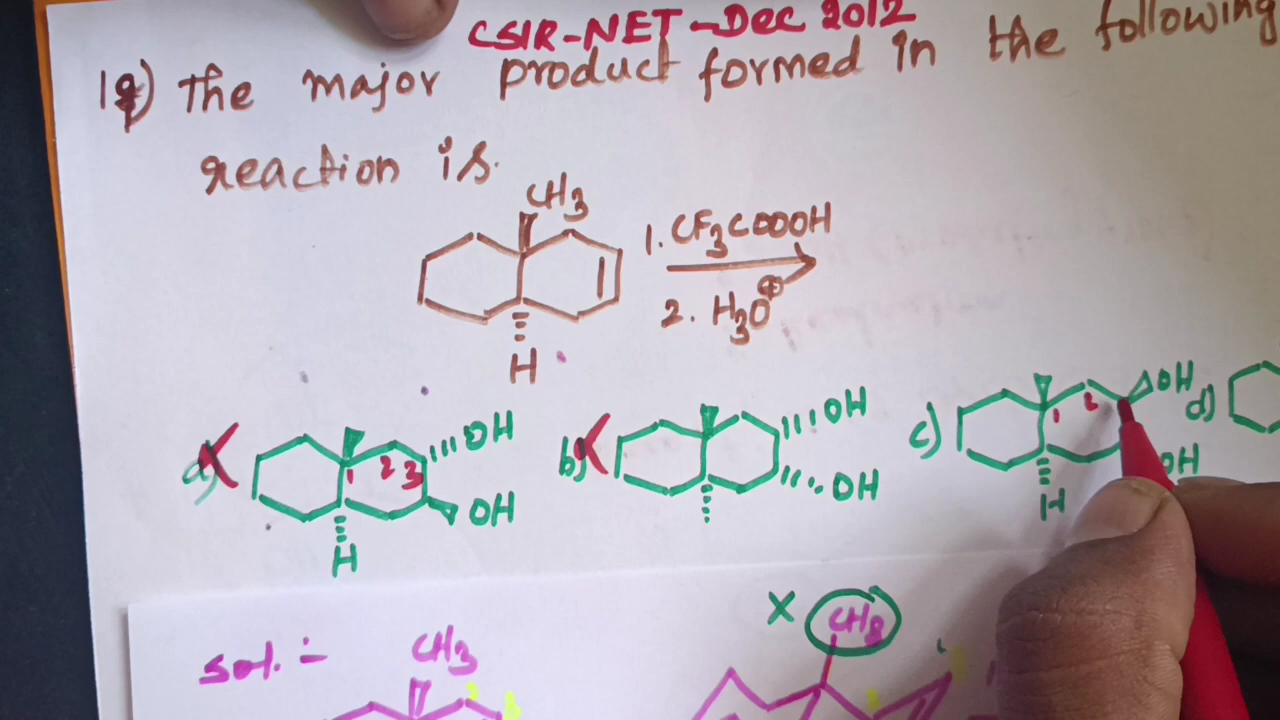 CSIR-NET-Dec 2012
19) The major product formed in the following
reaction is.
CH3
1. CF3COOOH
2. H3O⊕
H
a) 1 2 3 OH
OH
H
b) OH
OH
c) 1 2 OH
OH
H
d)
sol. :-
CH3
X CH3